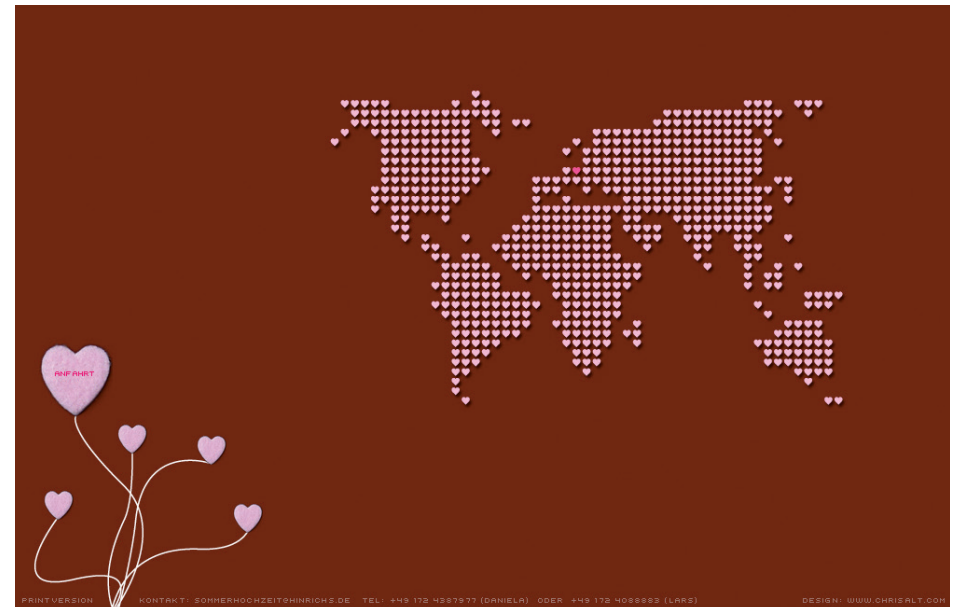 ANFAHRT
PRINTVERSION KONTAKT: SOMMERHOCHZEIT@HINRICHS.DE TEL: +49 172 4387977 (DANIELA) ODER +49 172 4088883 (LARS) DESIGN: WWW.CHRISALT.COM